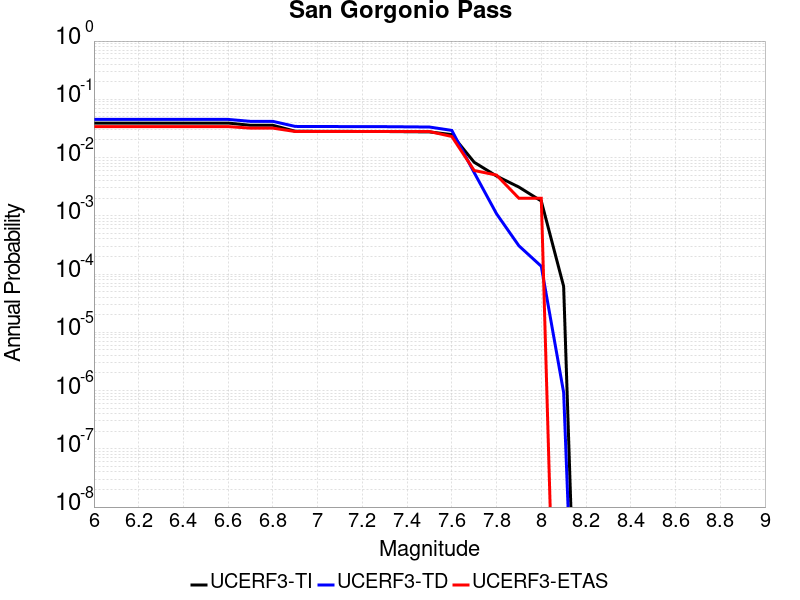 San Gorgonio Pass
10^0
10^-1
10^-2
10^-3
10^-4
10^-5
10^-6
10^-7
10^-8
Annual Probability
6 6.2 6.4 6.6 6.8 7 7.2 7.4 7.6 7.8 8 8.2 8.4 8.6 8.8 9
Magnitude
UCERF3-TI UCERF3-TD UCERF3-ETAS